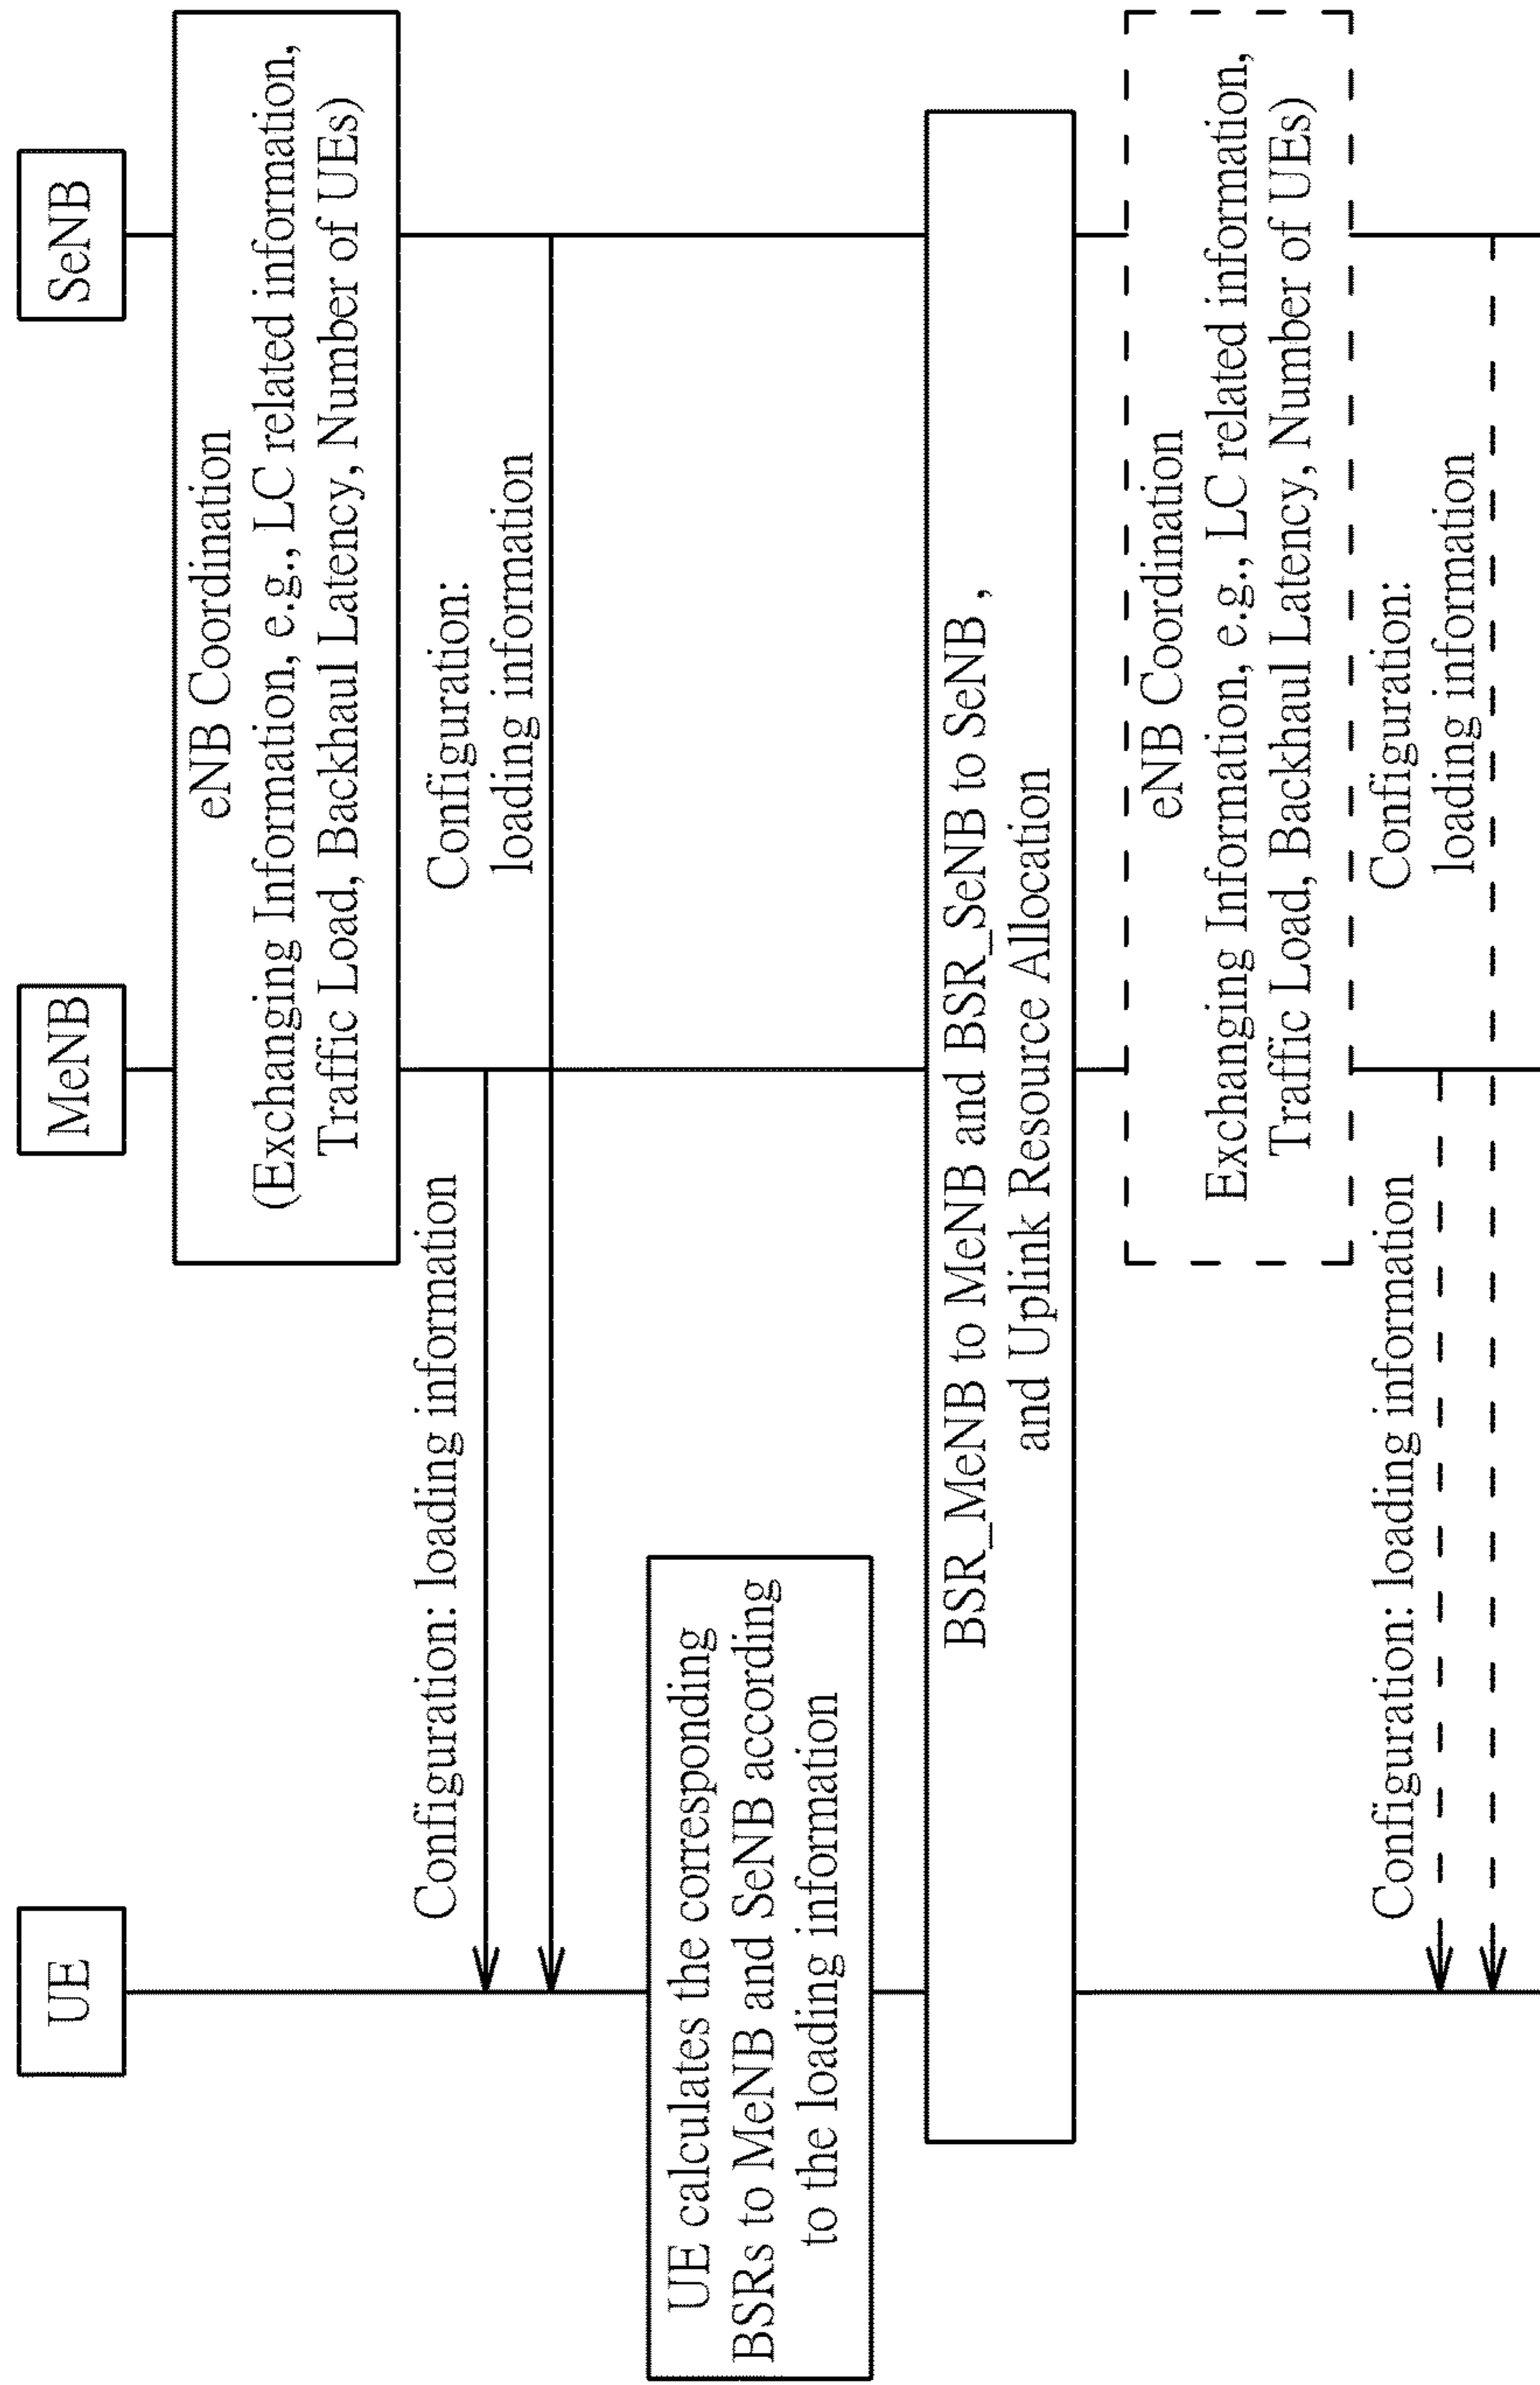 UE
MeNB
SeNB
eNB Coordination
(Exchanging Information, e.g., LC related information,
Traffic Load, Backhaul Latency, Number of UEs)
Configuration: loading information
Configuration:
loading information
UE calculates the corresponding
BSRs to MeNB and SeNB according
to the loading information
BSR_MeNB to MeNB and BSR_SeNB to SeNB ,
and Uplink Resource Allocation
eNB Coordination
Exchanging Information, e.g., LC related information,
Traffic Load, Backhaul Latency, Number of UEs)
Configuration: loading information
Configuration:
loading information